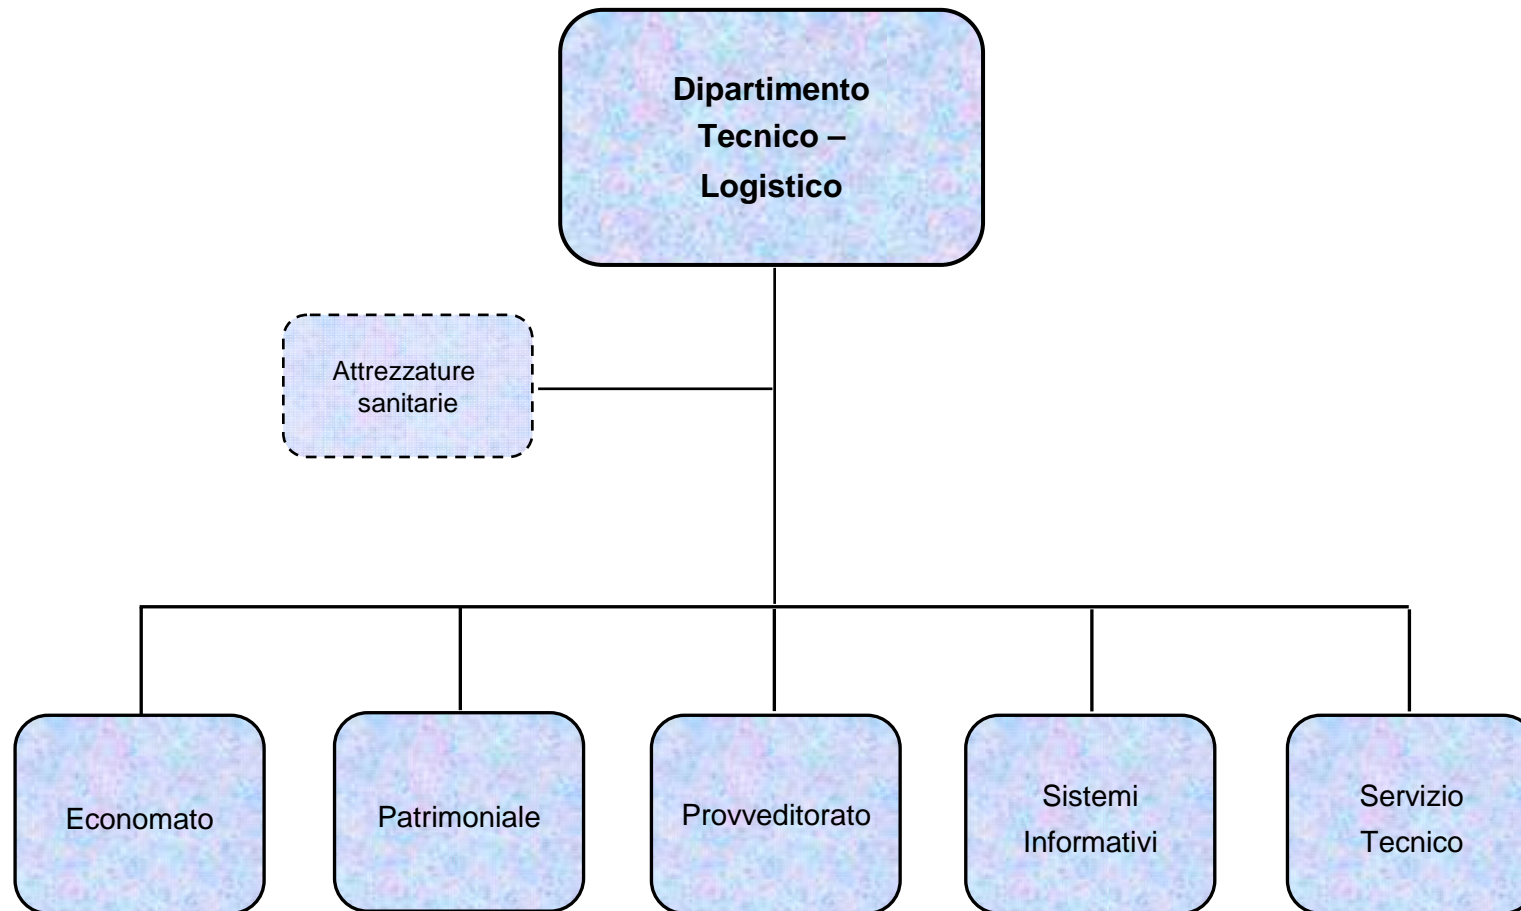 Dipartimento
Tecnico –
Logistico
Attrezzature
sanitarie
Economato
Patrimoniale
Provveditorato
Sistemi
Informativi
Servizio
Tecnico